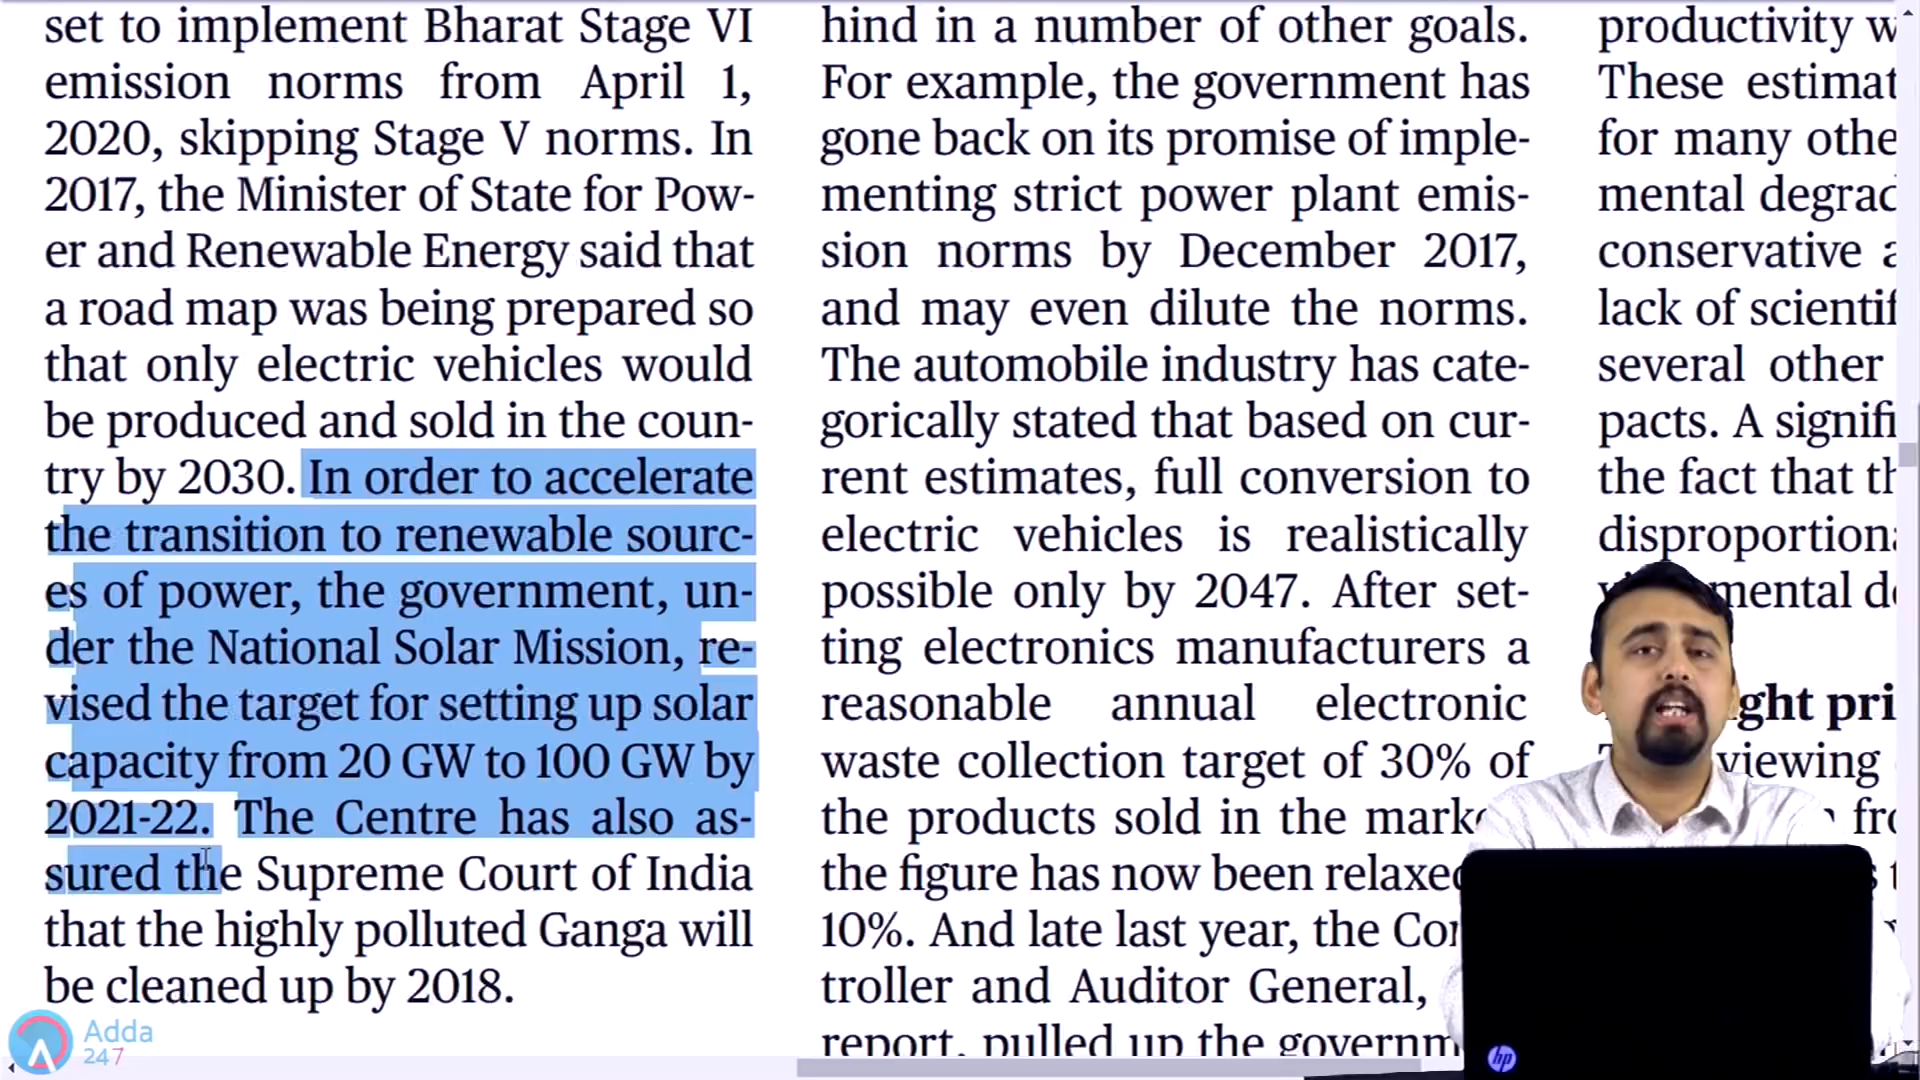 set to implement Bharat Stage VI
emission norms from April 1,
2020, skipping Stage V norms. In
2017, the Minister of State for Pow-
er and Renewable Energy said that
a road map was being prepared so
that only electric vehicles would
be produced and sold in the coun-
try by 2030. In order to accelerate
the transition to renewable sourc-
es of power, the government, un-
der the National Solar Mission, re-
vised the target for setting up solar
capacity from 20 GW to 100 GW by
2021-22. The Centre has also as-
sured the Supreme Court of India
that the highly polluted Ganga will
be cleaned up by 2018.
hind in a number of other goals.
For example, the government has
gone back on its promise of imple-
menting strict power plant emis-
sion norms by December 2017,
and may even dilute the norms.
The automobile industry has cate-
gorically stated that based on cur-
rent estimates, full conversion to
electric vehicles is realistically
possible only by 2047. After set-
ting electronics manufacturers a
reasonable annual electronic
waste collection target of 30% of
the products sold in the
the figure has now been
10%. And late last year, the
troller and Auditor General,
report, pulled up the
productivity
These
for many
mental
conservative
lack of
several other
pacts. A
the fact that
viewing
Adda
247
hp